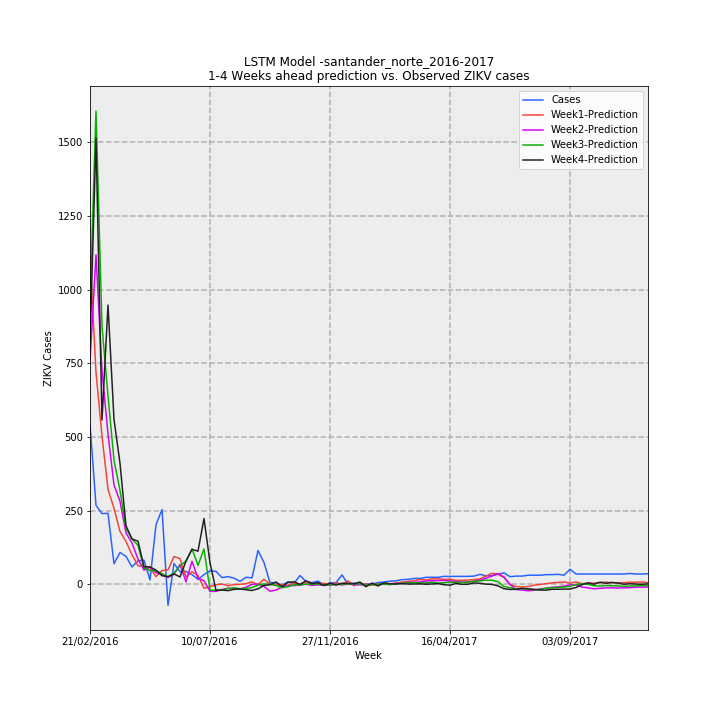 LSTM Model -santander_norte_2016-2017
1-4 Weeks ahead prediction vs. Observed ZIKV cases
Cases
Week1-Prediction
Week2-Prediction
Week3-Prediction
Week4-Prediction
ZIKV Cases
1500
1250
1000
750
500
250
0
21/02/2016
10/07/2016
27/11/2016
16/04/2017
03/09/2017
Week